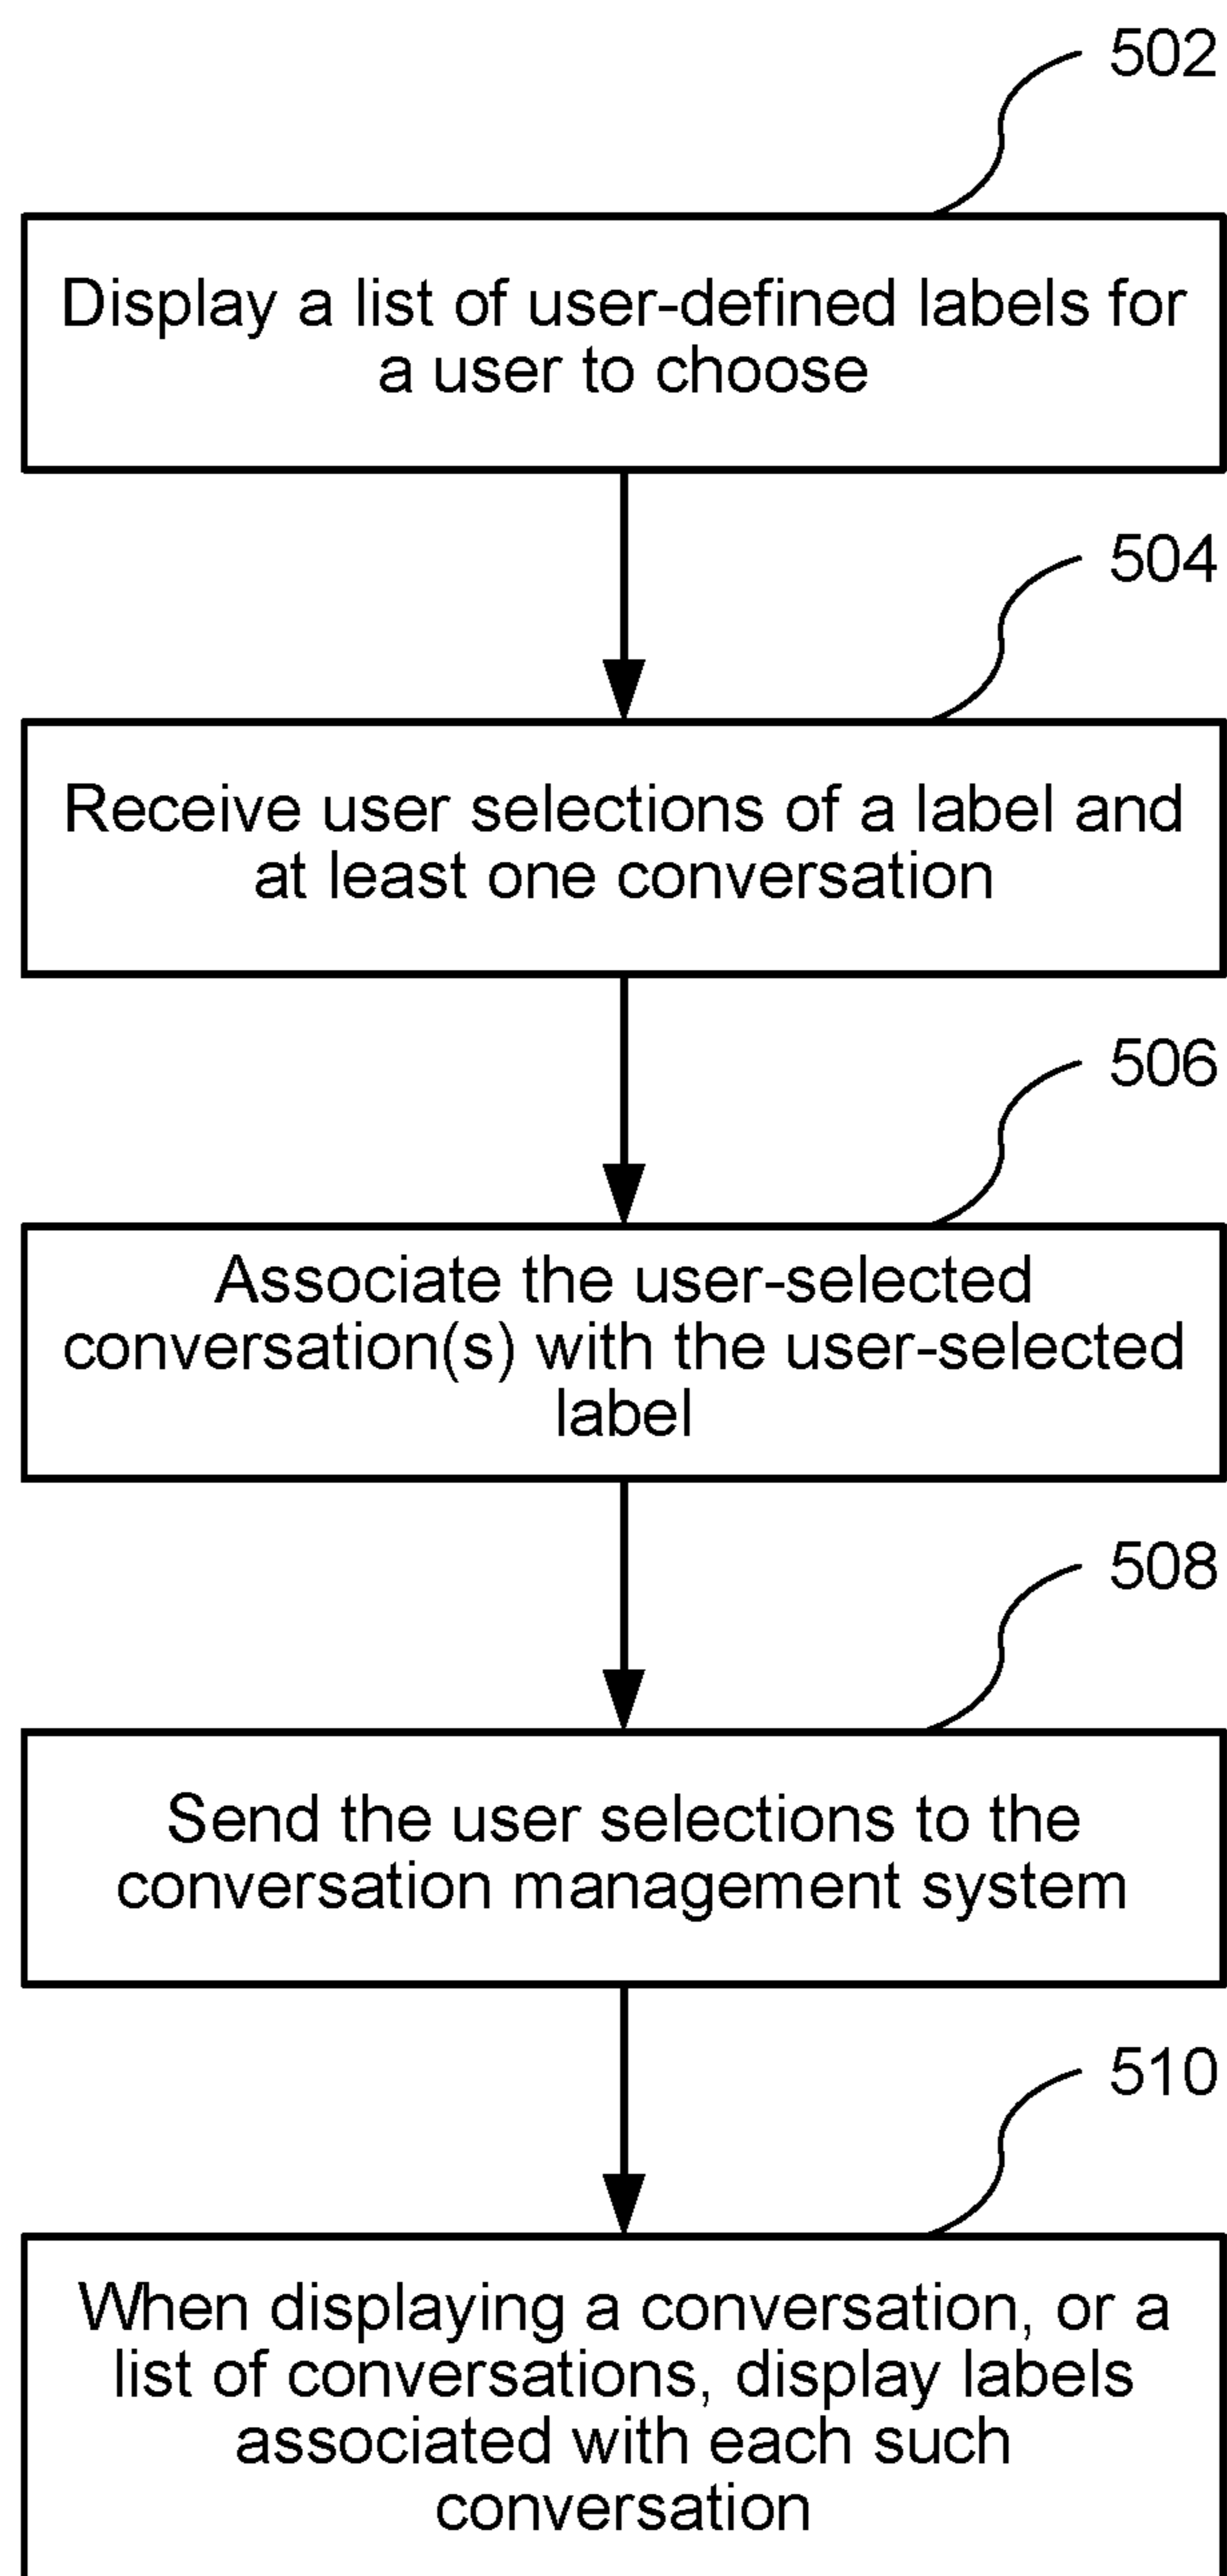 502
Display a list of user-defined labels for
a user to choose
504
Receive user selections of a label and
at least one conversation
506
Associate the user-selected
conversation(s) with the user-selected
label
508
Send the user selections to the
conversation management system
510
When displaying a conversation, or a
list of conversations, display labels
associated with each such
conversation